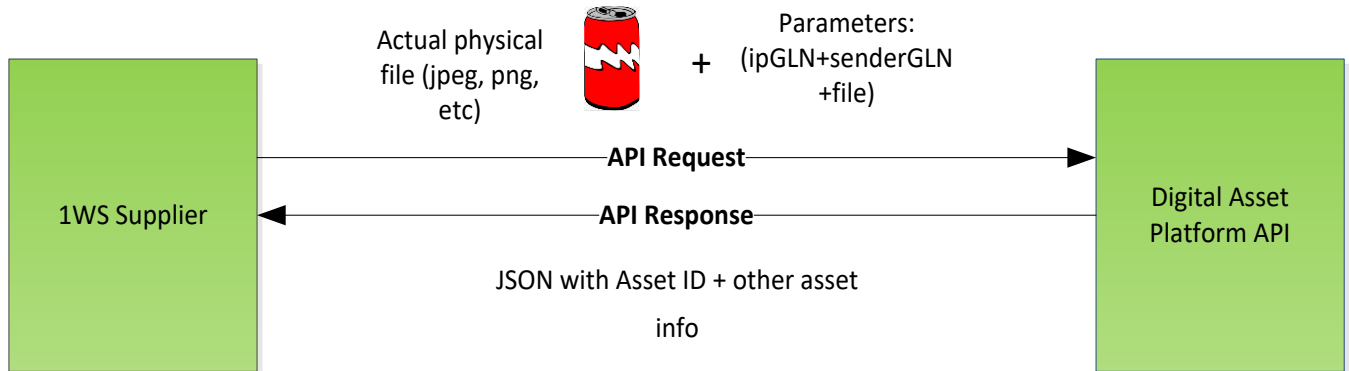 Actual physical
file (jpeg, png,
etc)
+
Parameters:
(ipGLN+senderGLN
+file)
API Request
1WS Supplier
API Response
Digital Asset
Platform API
JSON with Asset ID + other asset
info